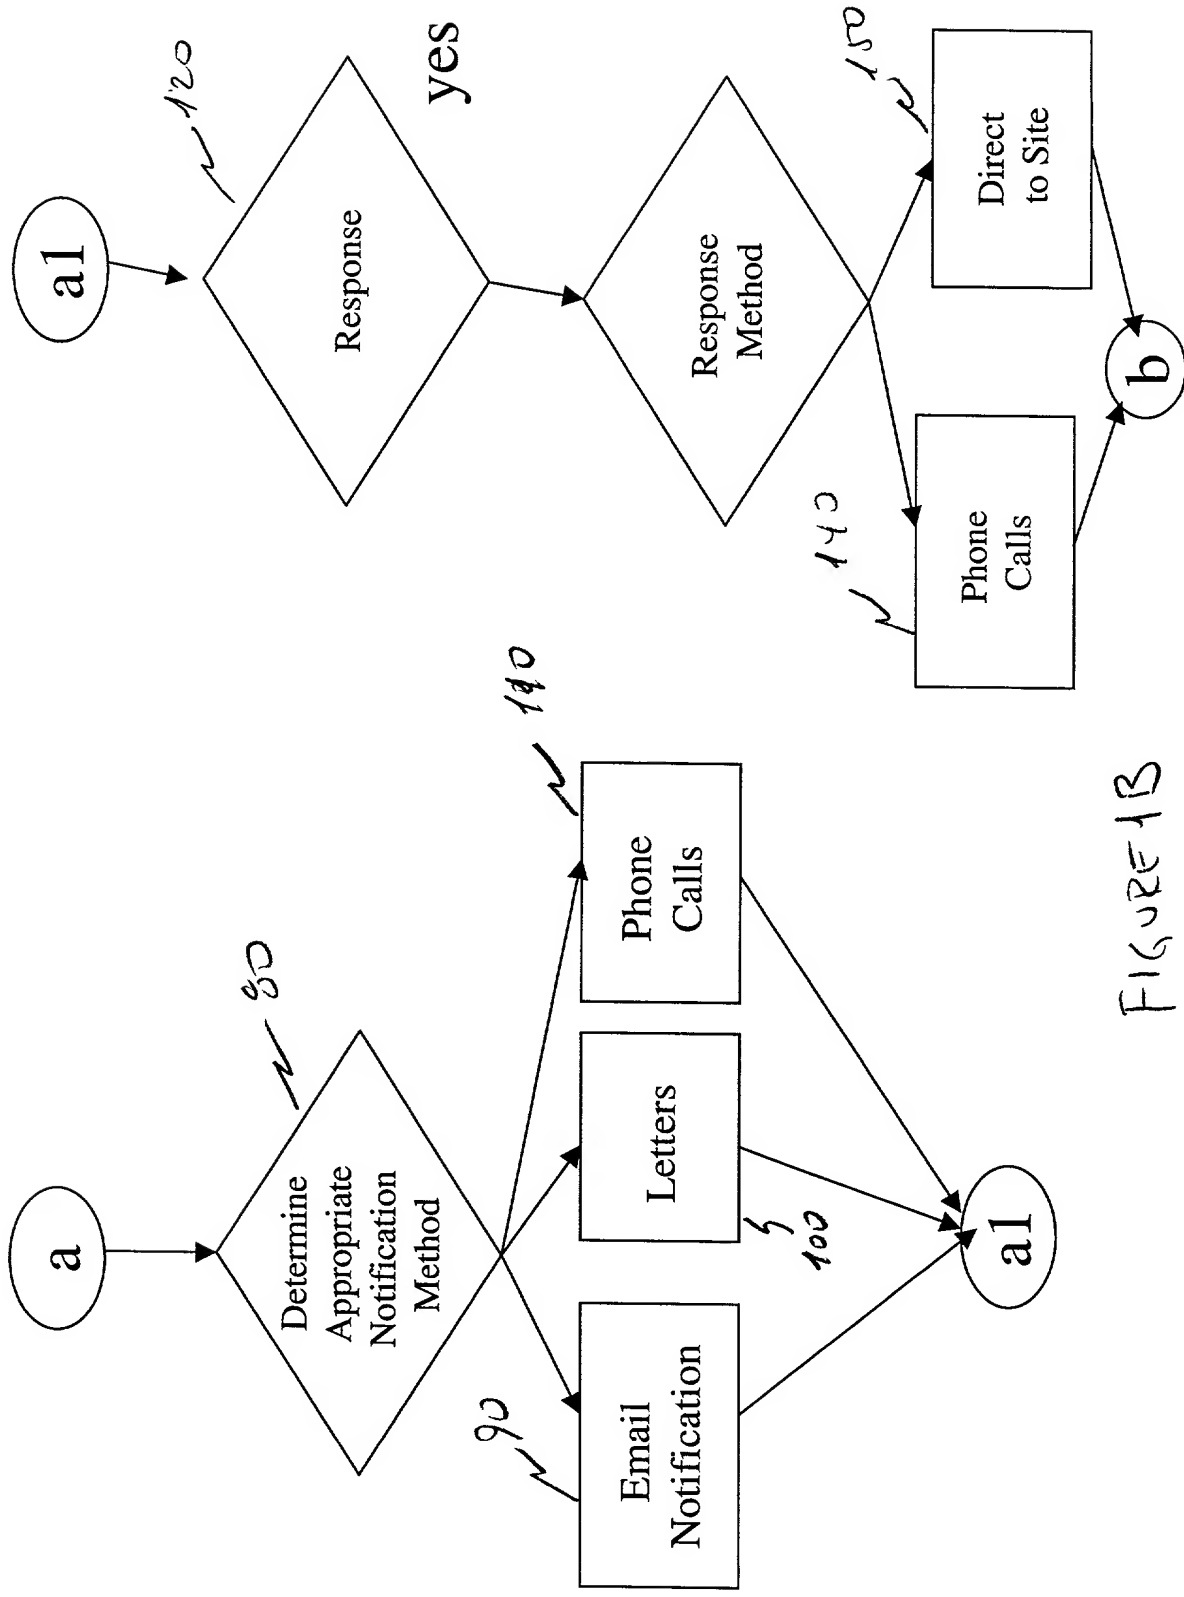 a
80
Determine
Appropriate
Notification
Method
90
Email
Notification
100
Letters
110
Phone
Calls
a1
a1
120
Response
yes
Response
Method
140
Phone
Calls
150
Direct
to Site
b
FIGURE 1B